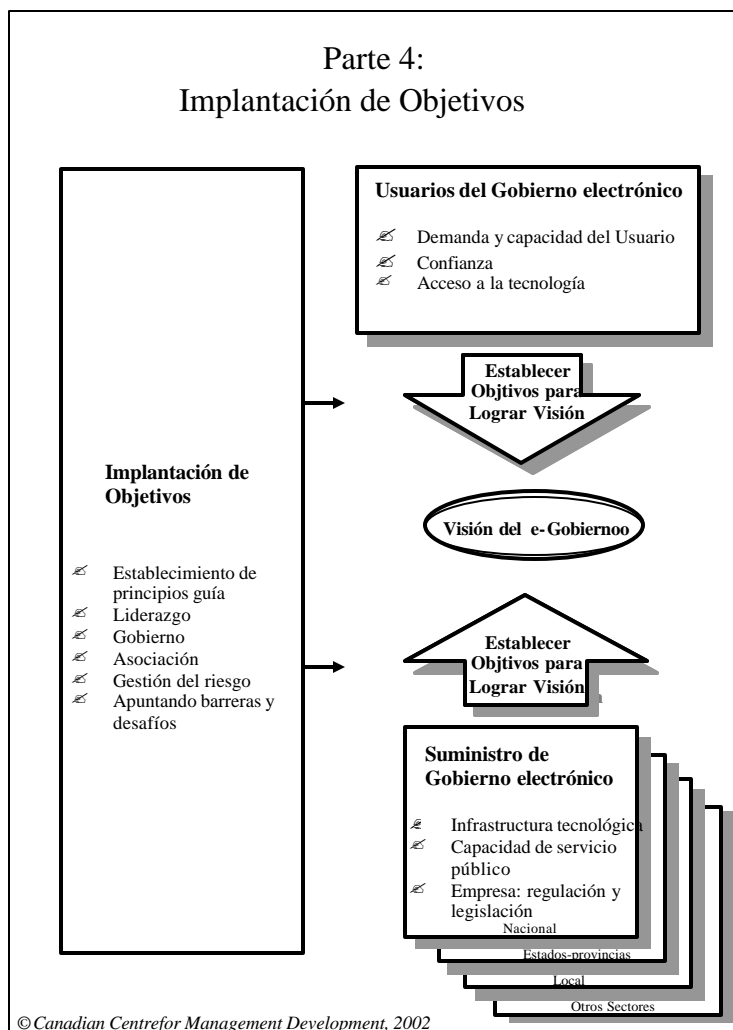 Parte 4:
Implantación de Objetivos
Implantación de
Objetivos
Establecimiento de
principios guía
Liderazgo
Gobierno
Asociación
Gestión del riesgo
Apuntando barreras y
desafíos
Usuarios del Gobierno electrónico
Demanda y capacidad del Usuario
Confianza
Acceso a la tecnología
Establecer
Objtivos para
Lograr Visión
Visión del e-Gobiernoo
Establecer
Objtivos para
Lograr Visión
Suministro de
Gobierno electrónico
Infrastructura tecnológica
Capacidad de servicio
público
Empresa: regulación y
legislación
Nacional
Estados-provincias
Local
Otros Sectores
© Canadian Centrefor Management Development, 2002